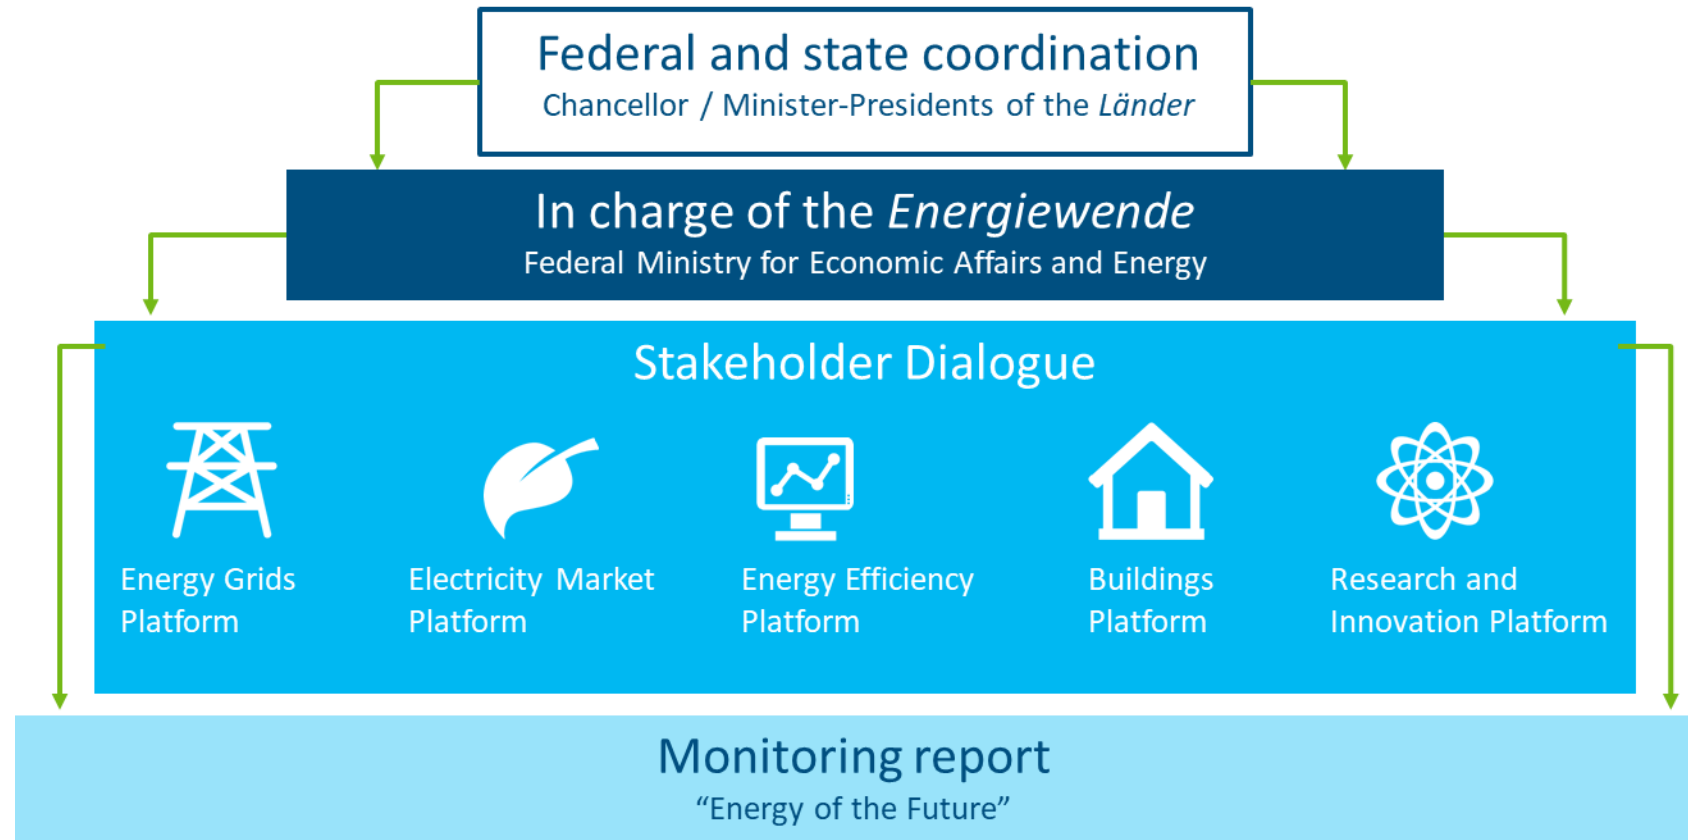 Federal and state coordination
Chancellor / Minister-Presidents of the Länder
In charge of the Energiewende
Federal Ministry for Economic Affairs and Energy
Stakeholder Dialogue
Energy Grids
Platform
Electricity Market
Platform
Energy Efficiency
Platform
Buildings
Platform
Research and
Innovation Platform
Monitoring report
“Energy of the Future”